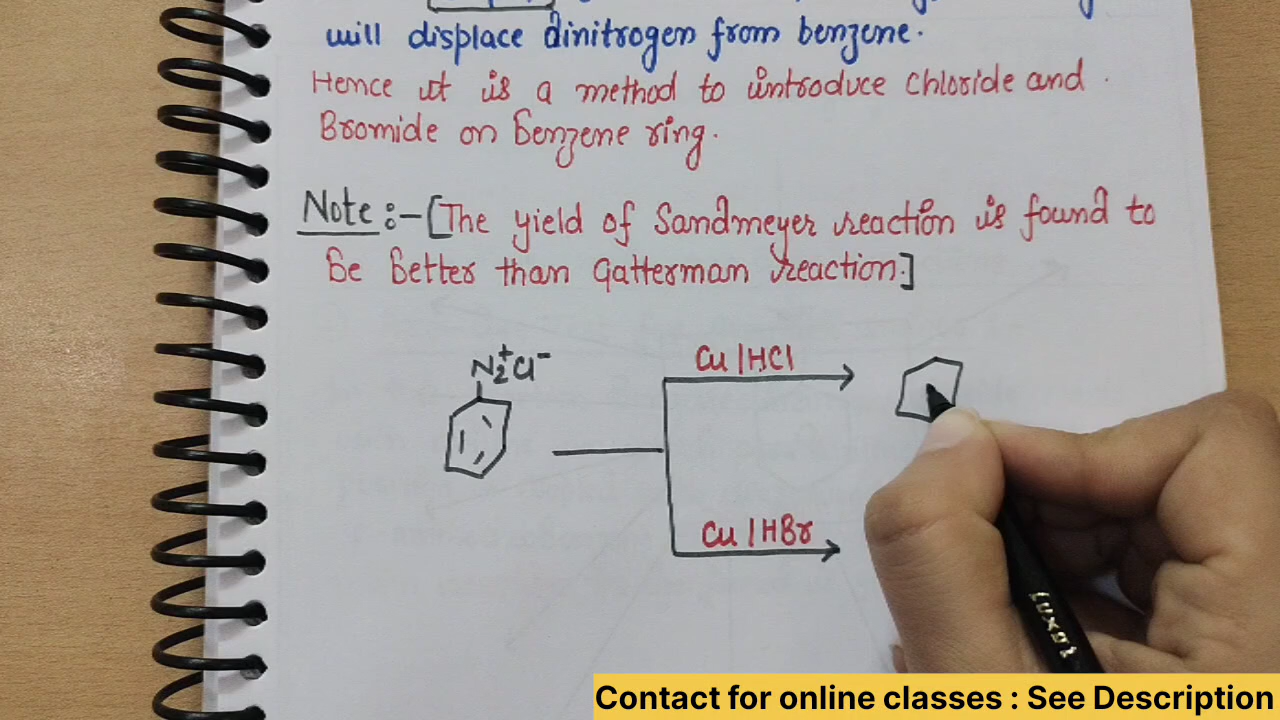 will displace dinitrogen from benzene.
Hence it is a method to introduce chloride and
Bromide on benzene ring.
Note :-[The yield of Sandmeyer reaction is found to
be better than Gatterman reaction.]
N₂⁺Cl⁻
Cu/HCl
Cu/HBr
Luxor
Contact for online classes : See Description